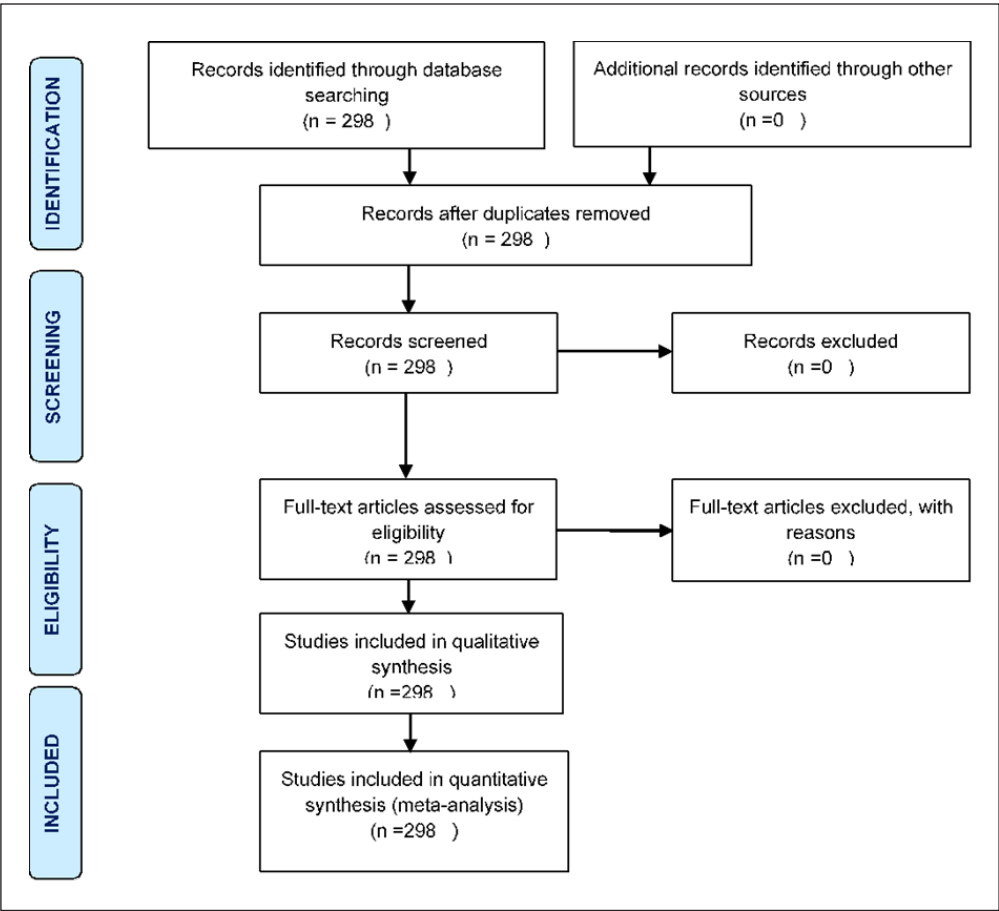 IDENTIFICATION
Records identified through database
searching
(n = 298  )
Additional records identified through other
sources
(n =0  )
Records after duplicates removed
(n = 298  )
SCREENING
Records screened
(n = 298  )
Records excluded
(n =0  )
ELIGIBILITY
Full-text articles assessed for
eligibility
(n = 298  )
Full-text articles excluded, with
reasons
(n =0  )
Studies included in qualitative
synthesis
(n =298  )
INCLUDED
Studies included in quantitative
synthesis (meta-analysis)
(n =298  )